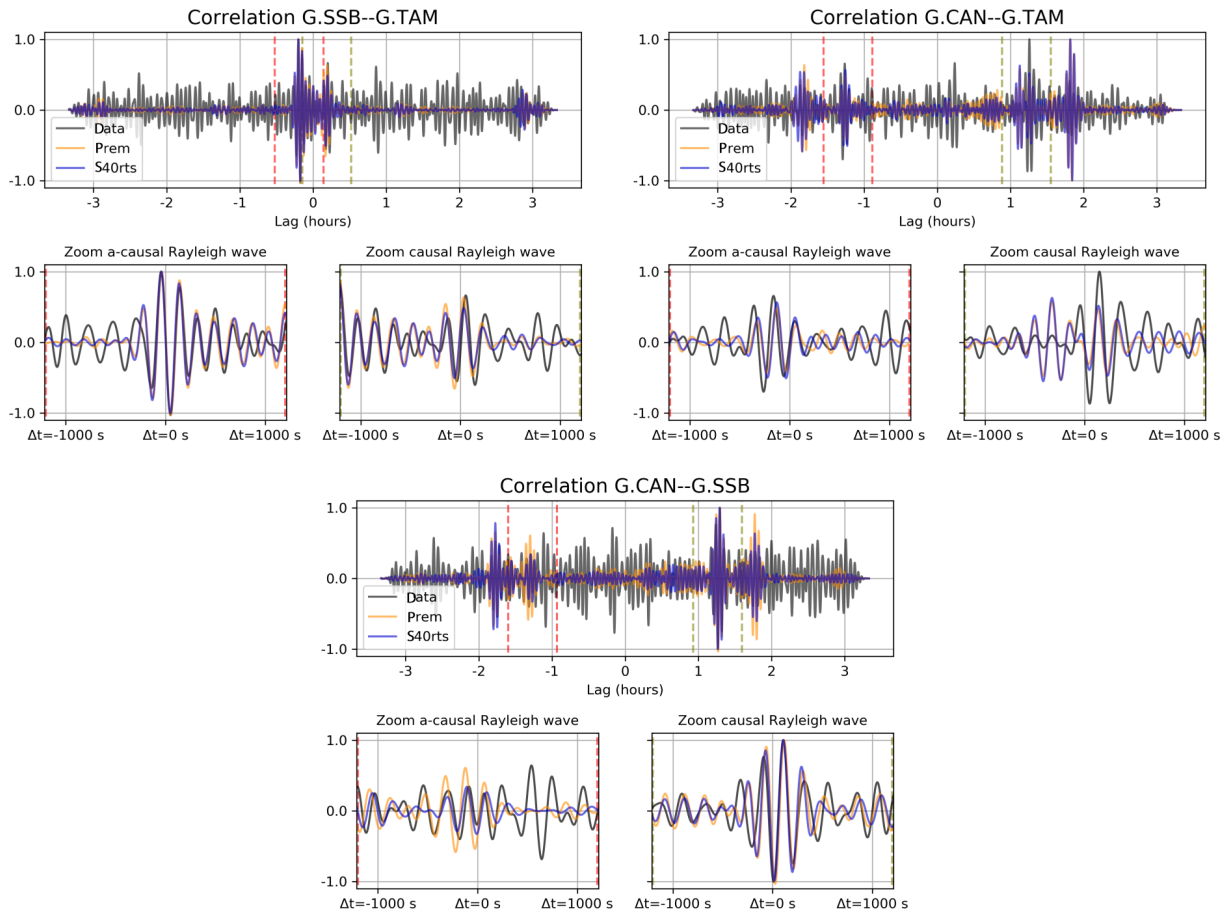 Correlation G.SSB--G.TAM
1.0
0.0
-1.0
Data
Prem
S40rts
-3 -2 -1 0 1 2 3
Lag (hours)
Zoom a-causal Rayleigh wave
1.0
0.0
-1.0
Δt=-1000 s Δt=0 s Δt=1000 s
Zoom causal Rayleigh wave
Δt=-1000 s Δt=0 s Δt=1000 s
Correlation G.CAN--G.TAM
1.0
0.0
-1.0
Data
Prem
S40rts
-3 -2 -1 0 1 2 3
Lag (hours)
Zoom a-causal Rayleigh wave
1.0
0.0
-1.0
Δt=-1000 s Δt=0 s Δt=1000 s
Zoom causal Rayleigh wave
Δt=-1000 s Δt=0 s Δt=1000 s
Correlation G.CAN--G.SSB
1.0
0.0
-1.0
Data
Prem
S40rts
-3 -2 -1 0 1 2 3
Lag (hours)
Zoom a-causal Rayleigh wave
1.0
0.0
-1.0
Δt=-1000 s Δt=0 s Δt=1000 s
Zoom causal Rayleigh wave
Δt=-1000 s Δt=0 s Δt=1000 s